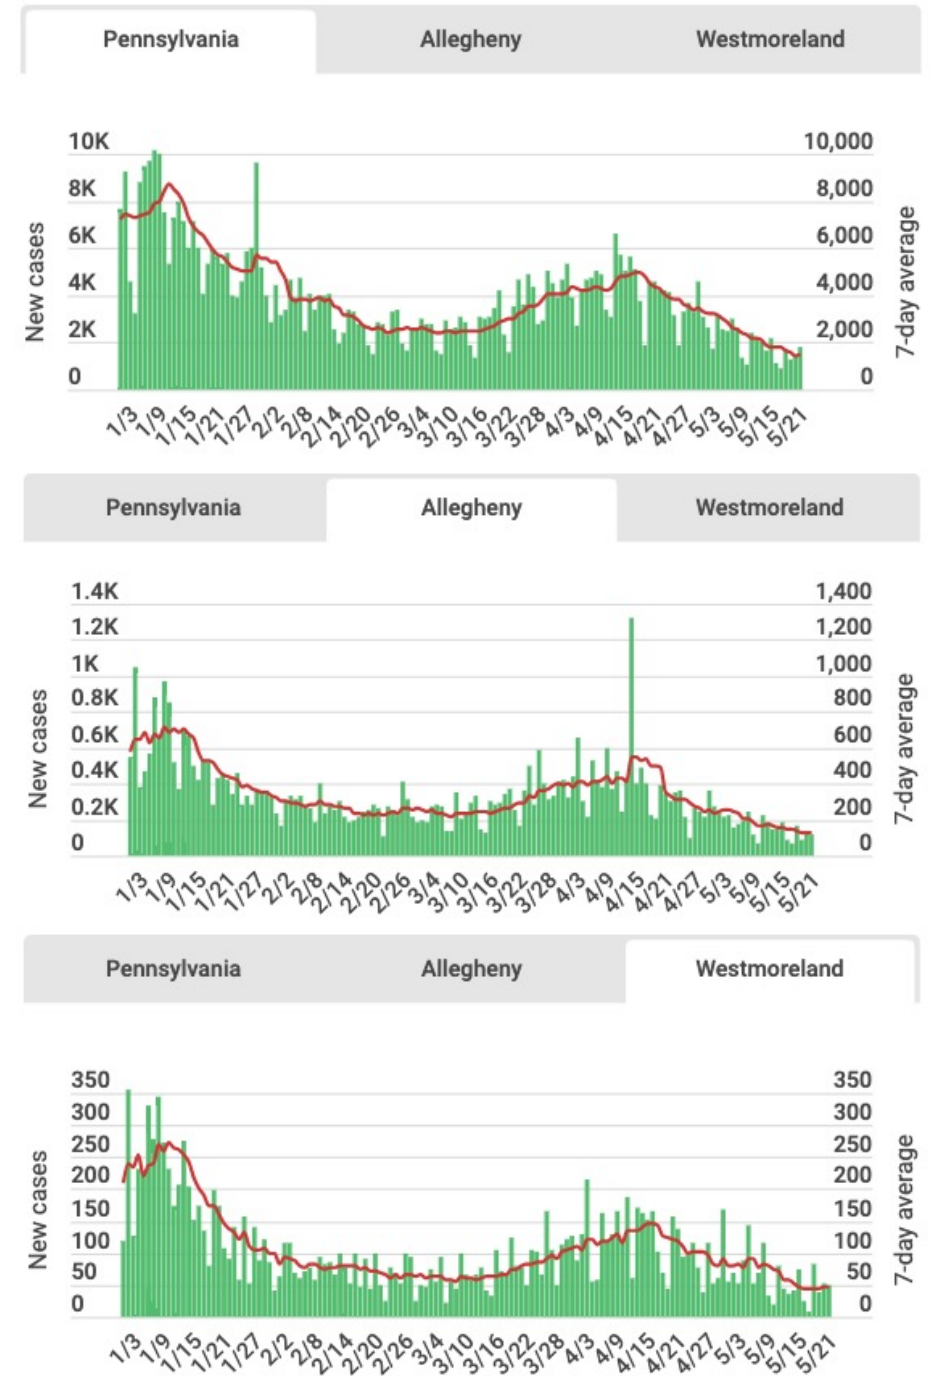 Pennsylvania Allegheny Westmoreland
10K 10,000
8K 8,000
6K 6,000
4K 4,000
2K 2,000
0 0
New cases
7-day average
1/3 1/9 1/15 1/21 1/27 2/2 2/8 2/14 2/20 2/26 3/4 3/10 3/16 3/22 3/28 4/3 4/9 4/15 4/21 4/27 5/3 5/9 5/15 5/21
Pennsylvania Allegheny Westmoreland
1.4K 1,400
1.2K 1,200
1K 1,000
0.8K 800
0.6K 600
0.4K 400
0.2K 200
0 0
New cases
7-day average
1/3 1/9 1/15 1/21 1/27 2/2 2/8 2/14 2/20 2/26 3/4 3/10 3/16 3/22 3/28 4/3 4/9 4/15 4/21 4/27 5/3 5/9 5/15 5/21
Pennsylvania Allegheny Westmoreland
350 350
300 300
250 250
200 200
150 150
100 100
50 50
0 0
New cases
7-day average
1/3 1/9 1/15 1/21 1/27 2/2 2/8 2/14 2/20 2/26 3/4 3/10 3/16 3/22 3/28 4/3 4/9 4/15 4/21 4/27 5/3 5/9 5/15 5/21